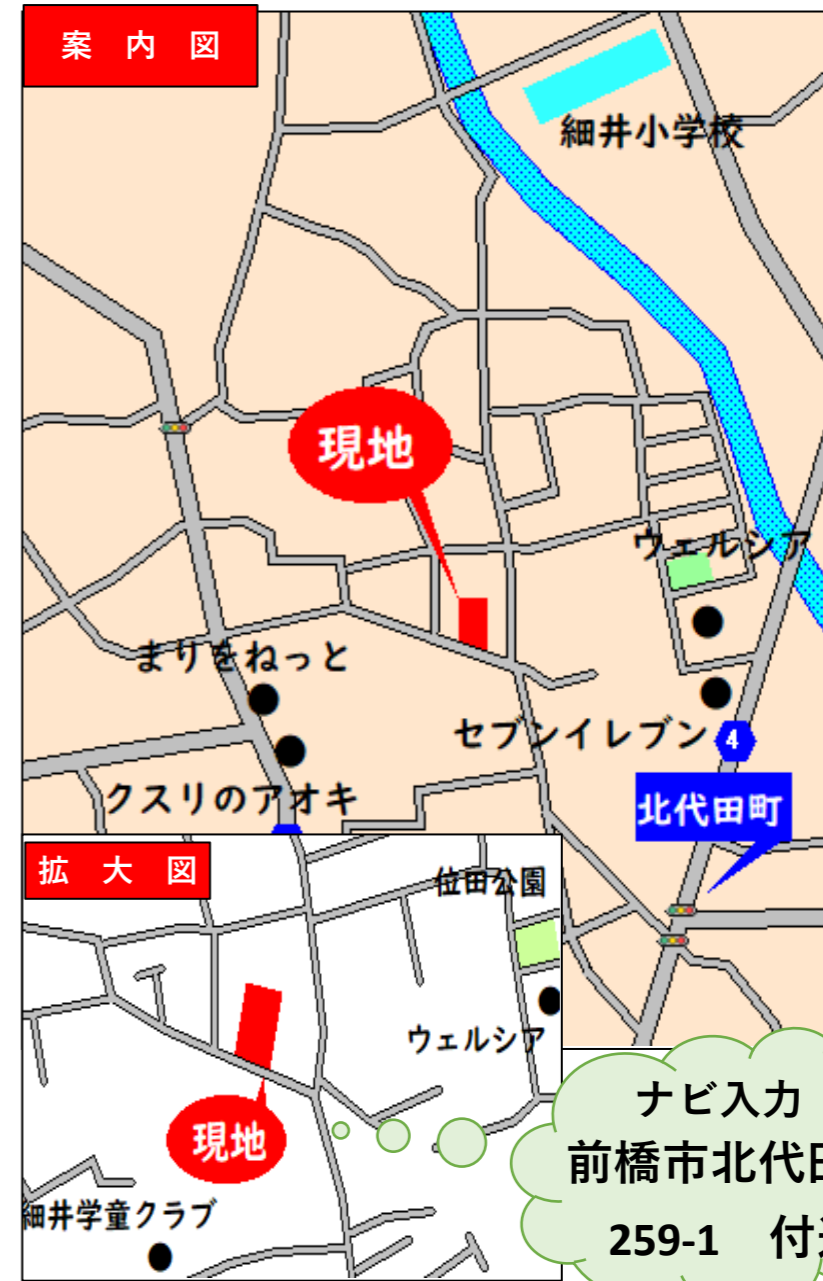 案 内 図
細井小学校
現地
ウェルシア
まりをねっと
セブンイレブン
4
クスリのアオキ
北代田町
拡 大 図
位田公園
ウェルシア
現地
細井学童クラブ
ナビ入力
前橋市北代田
259-1 付近